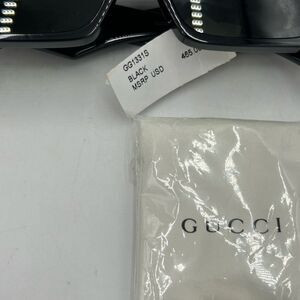 GG1331S
BLACK
MSRP USD
465.00
GUCCI